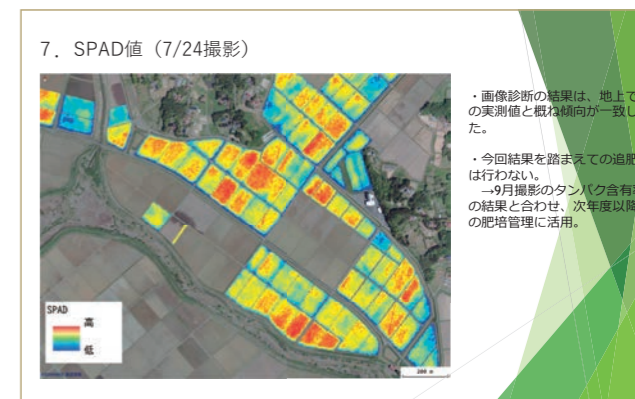 7．SPAD値（7/24撮影）
・画像診断の結果は、地上で
の実測値と概ね傾向が一致し
た。
・今回結果を踏まえての追肥
は行わない。
→9月撮影のタンパク含有率
の結果と合わせ、次年度以降
の肥培管理に活用。
SPAD
高
低
200 m